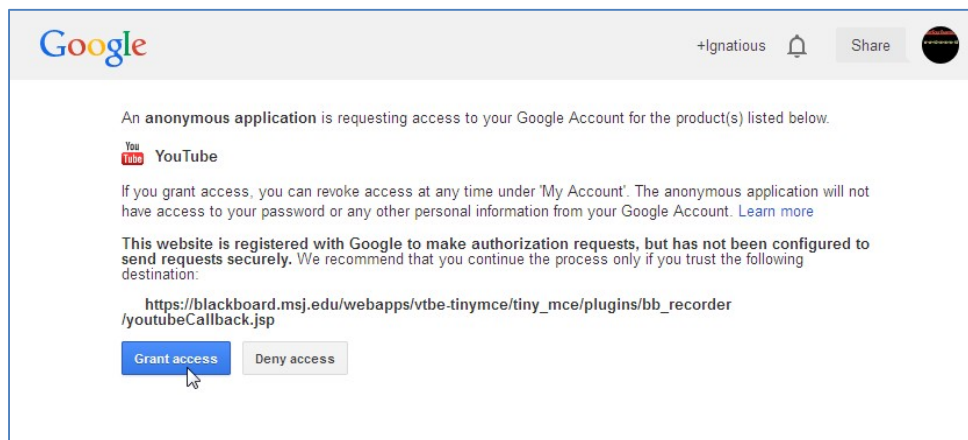 Google
+Ignatious
Share
An anonymous application is requesting access to your Google Account for the product(s) listed below.
You
Tube
YouTube
If you grant access, you can revoke access at any time under 'My Account'. The anonymous application will not
have access to your password or any other personal information from your Google Account. Learn more
This website is registered with Google to make authorization requests, but has not been configured to
send requests securely. We recommend that you continue the process only if you trust the following
destination:
https://blackboard.msj.edu/webapps/vtbe-tinymce/tiny_mce/plugins/bb_recorder
/youtubeCallback.jsp
Grant access
Deny access